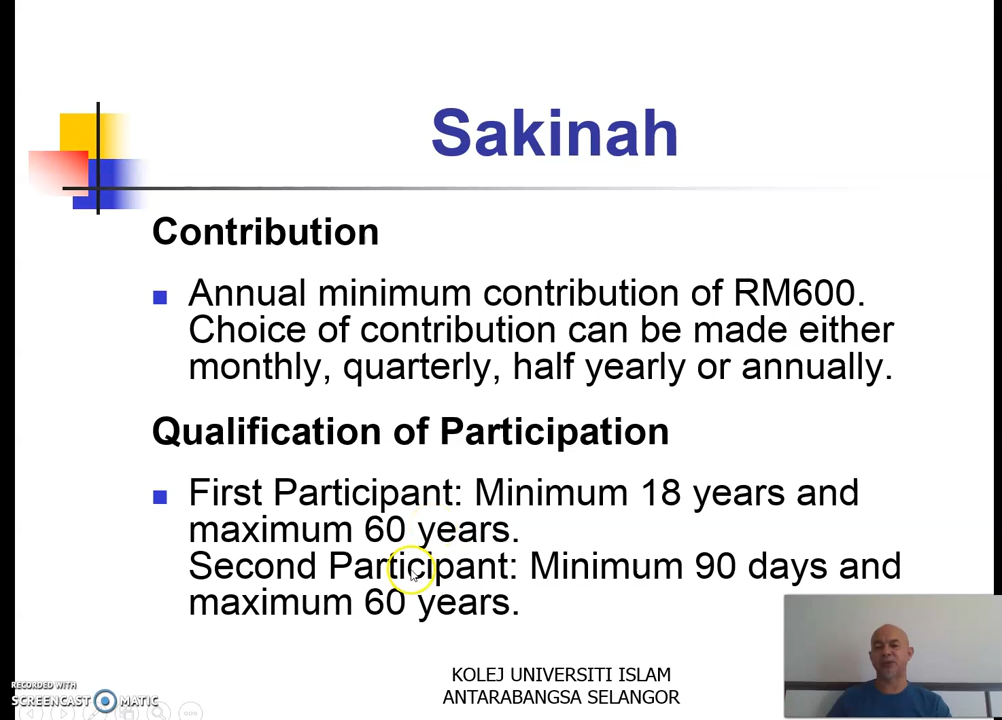 Sakinah
Contribution
Annual minimum contribution of RM600.
Choice of contribution can be made either
monthly, quarterly, half yearly or annually.
Qualification of Participation
First Participant: Minimum 18 years and
maximum 60 years.
Second Participant: Minimum 90 days and
maximum 60 years.
KOLEJ UNIVERSITI ISLAM
ANTARABANGSA SELANGOR
RECORDED WITH
SCREENCAST MATIC